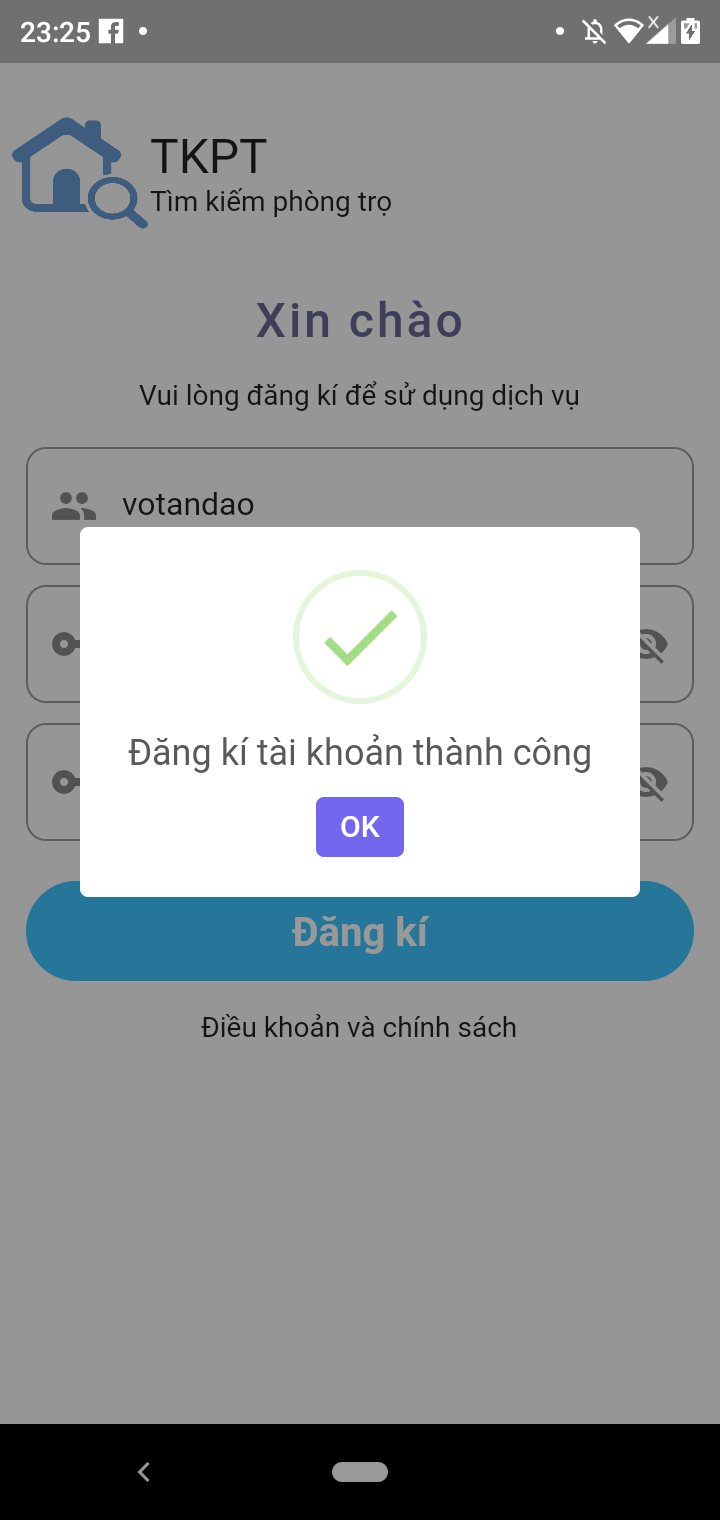 23:25
TKPT
Tìm kiếm phòng trọ
Xin chào
Vui lòng đăng kí để sử dụng dịch vụ
votandao
Đăng kí tài khoản thành công
OK
Đăng kí
Điều khoản và chính sách